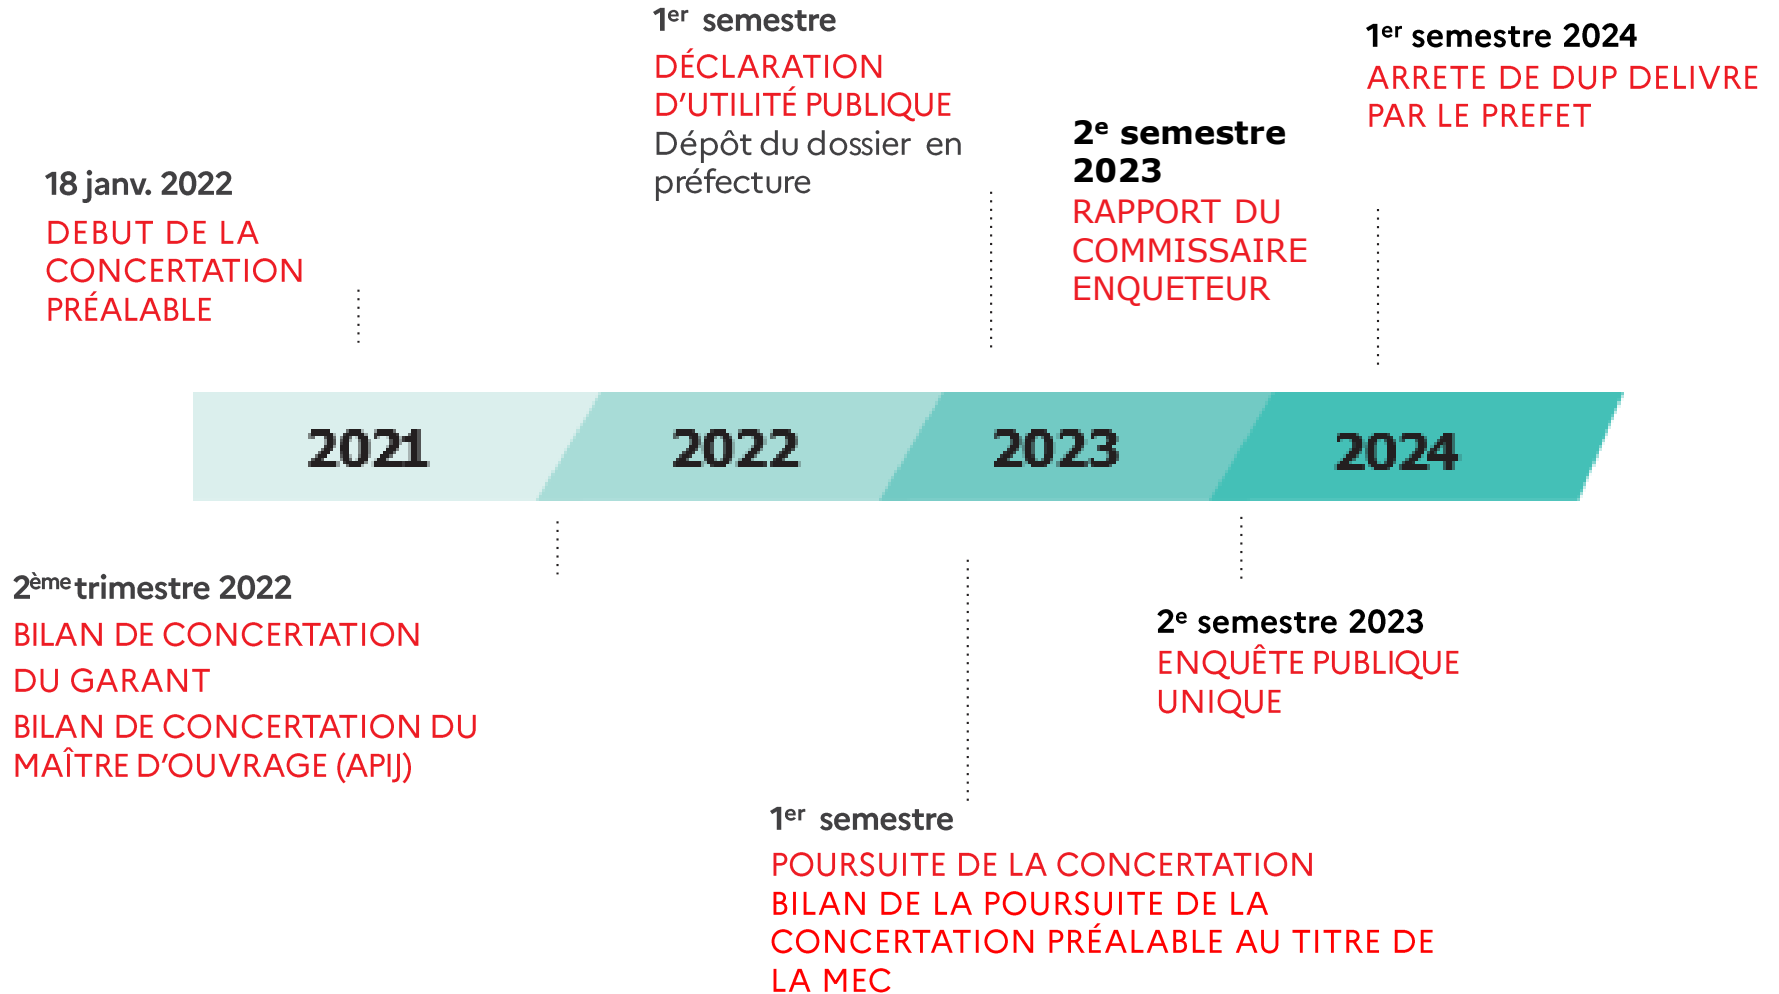 18 janv. 2022
DEBUT DE LA
CONCERTATION
PRÉALABLE
1er semestre
DÉCLARATION
D’UTILITÉ PUBLIQUE
Dépôt du dossier en
préfecture
2e semestre
2023
RAPPORT DU
COMMISSAIRE
ENQUETEUR
1er semestre 2024
ARRETE DE DUP DELIVRE
PAR LE PREFET
2021
2022
2023
2024
2ème trimestre 2022
BILAN DE CONCERTATION
DU GARANT
BILAN DE CONCERTATION DU
MAÎTRE D’OUVRAGE (APIJ)
1er semestre
POURSUITE DE LA CONCERTATION
BILAN DE LA POURSUITE DE LA
CONCERTATION PRÉALABLE AU TITRE DE
LA MEC
2e semestre 2023
ENQUÊTE PUBLIQUE
UNIQUE